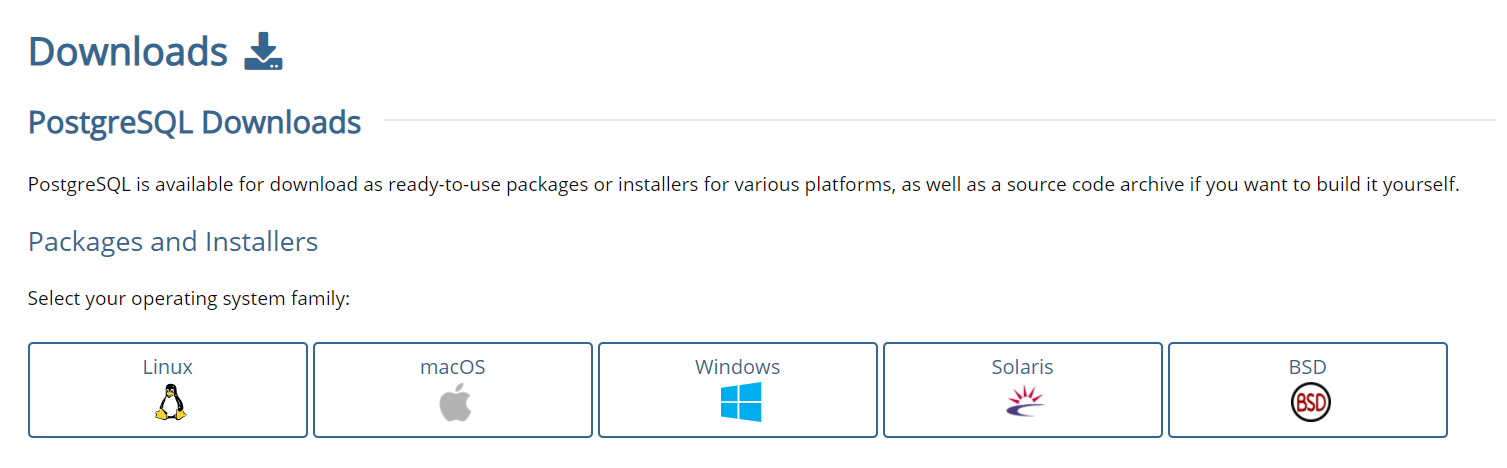 Downloads
PostgreSQL Downloads
PostgreSQL is available for download as ready-to-use packages or installers for various platforms, as well as a source code archive if you want to build it yourself.
Packages and Installers
Select your operating system family:
Linux
macOS
Windows
Solaris
BSD
BSD